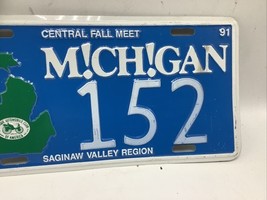 CENTRAL FALL MEET
91
M!CH!GAN
152
SAGINAW VALLEY REGION